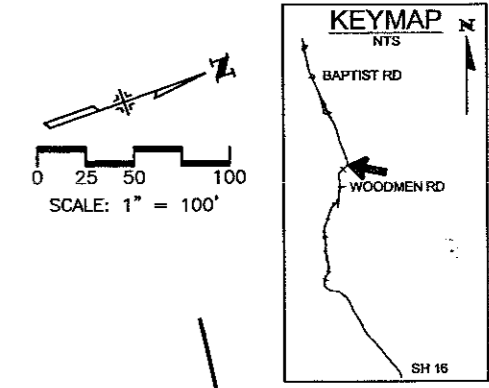 N
0 25 50 100
SCALE: 1" = 100'
KEYMAP
NTS
N
BAPTIST RD
WOODMEN RD
SH 16